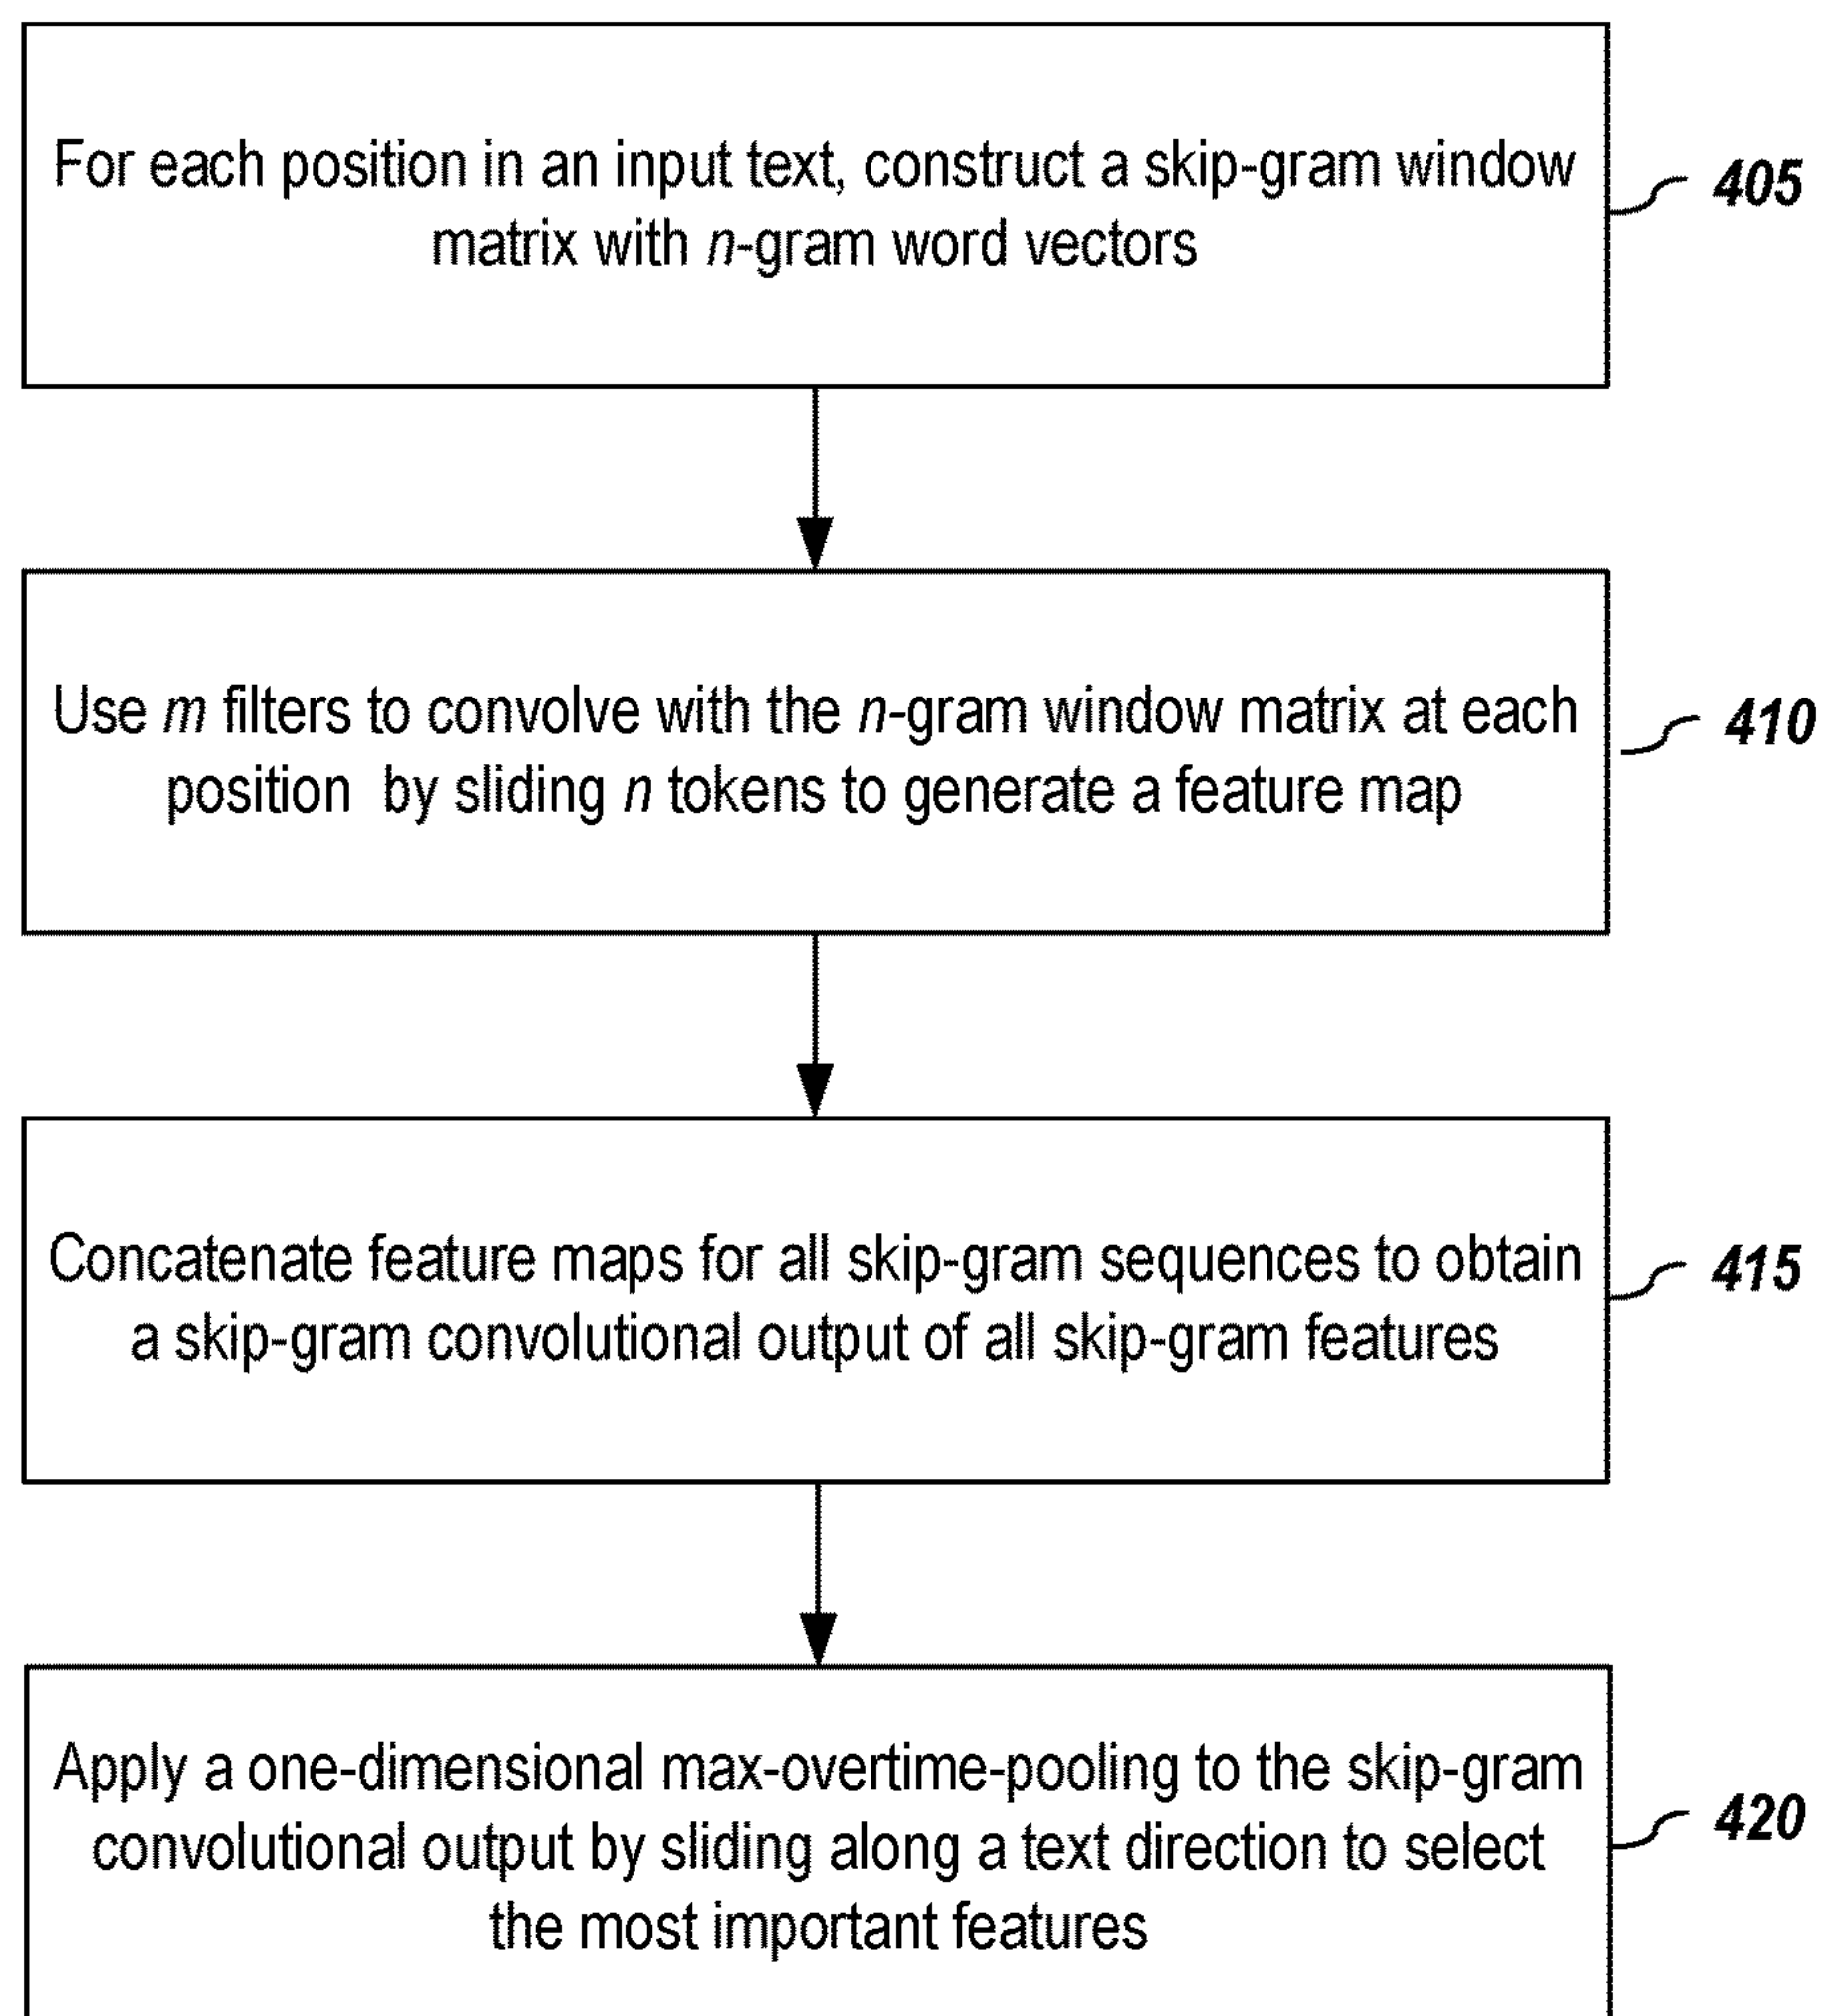 For each position in an input text, construct a skip-gram window
matrix with n-gram word vectors
405
Use m filters to convolve with the n-gram window matrix at each
position by sliding n tokens to generate a feature map
410
Concatenate feature maps for all skip-gram sequences to obtain
a skip-gram convolutional output of all skip-gram features
415
Apply a one-dimensional max-overtime-pooling to the skip-gram
convolutional output by sliding along a text direction to select
the most important features
420